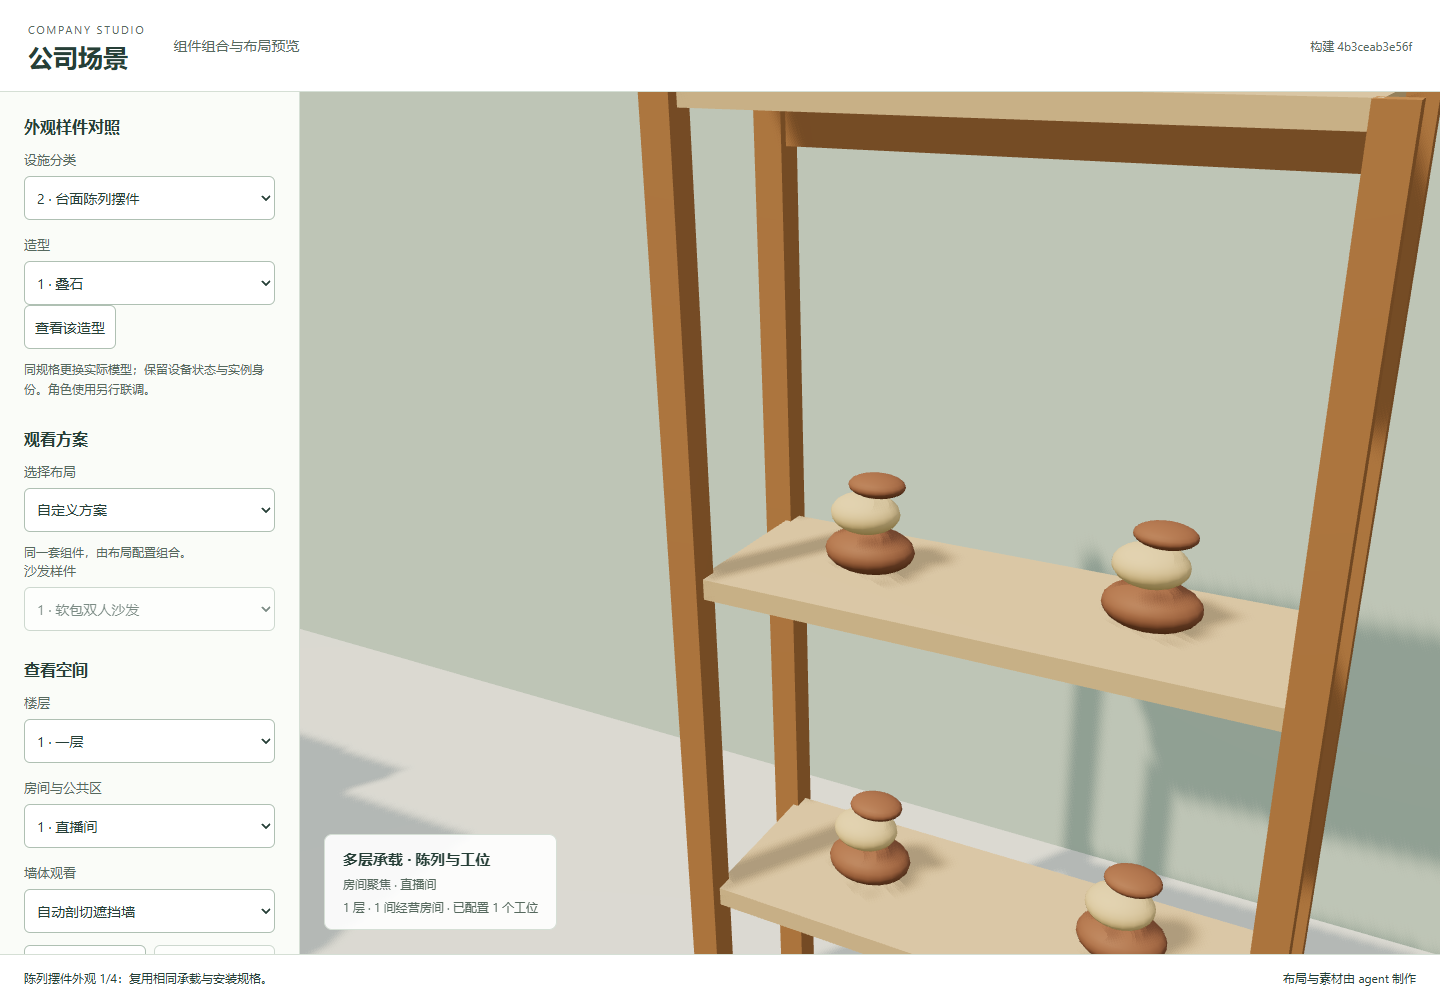 COMPANY STUDIO
公司场景
组件组合与布局预览
构建 4b3ceab3e56f
外观样件对照
设施分类
2 · 台面陈列摆件
造型
1 · 叠石
查看该造型
同规格更换实际模型；保留设备状态与实例身
份。角色使用另行联调。
观看方案
选择布局
自定义方案
同一套组件，由布局配置组合。
沙发样件
1 · 软包双人沙发
查看空间
楼层
1 · 一层
房间与公共区
1 · 直播间
墙体观看
自动剖切遮挡墙
多层承载 · 陈列与工位
房间聚焦 · 直播间
1 层 · 1 间经营房间 · 已配置 1 个工位
陈列摆件外观 1/4：复用相同承载与安装规格。
布局与素材由 agent 制作